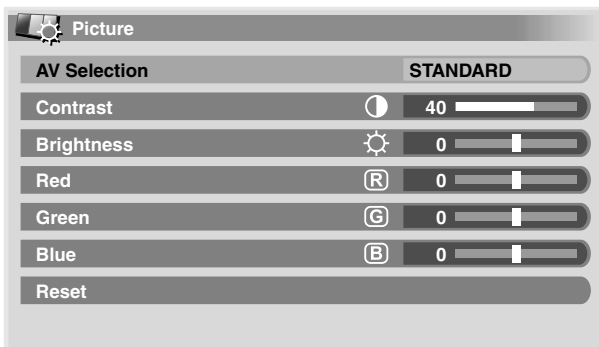 Picture
AV Selection STANDARD
Contrast 40
Brightness 0
Red R 0
Green G 0
Blue B 0
Reset